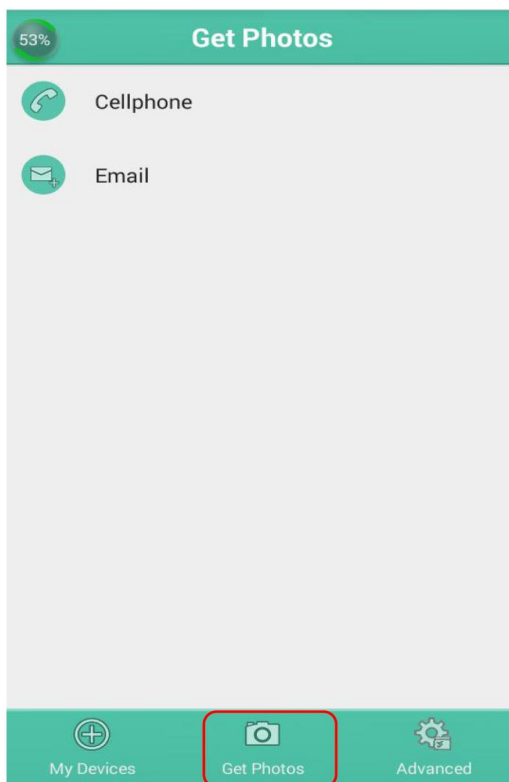 53%
Get Photos
Cellphone
Email
My Devices
Get Photos
Advanced